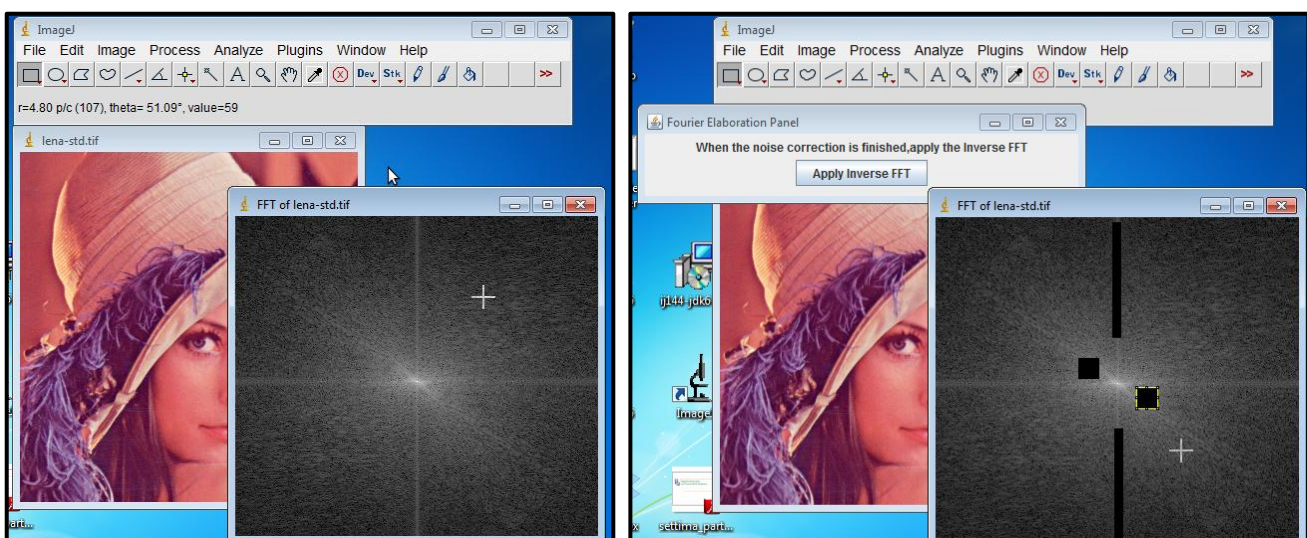 ImageJ
File Edit Image Process Analyze Plugins Window Help
A Dev Stk >>
r=4.80 p/c (107), theta= 51.09°, value=59
lena-std.tif
FFT of lena-std.tif
art...
ImageJ
File Edit Image Process Analyze Plugins Window Help
A Dev Stk >>
Fourier Elaboration Panel
When the noise correction is finished,apply the Inverse FFT
Apply Inverse FFT
FFT of lena-std.tif
ij144-jdk6
Image
settima_part...